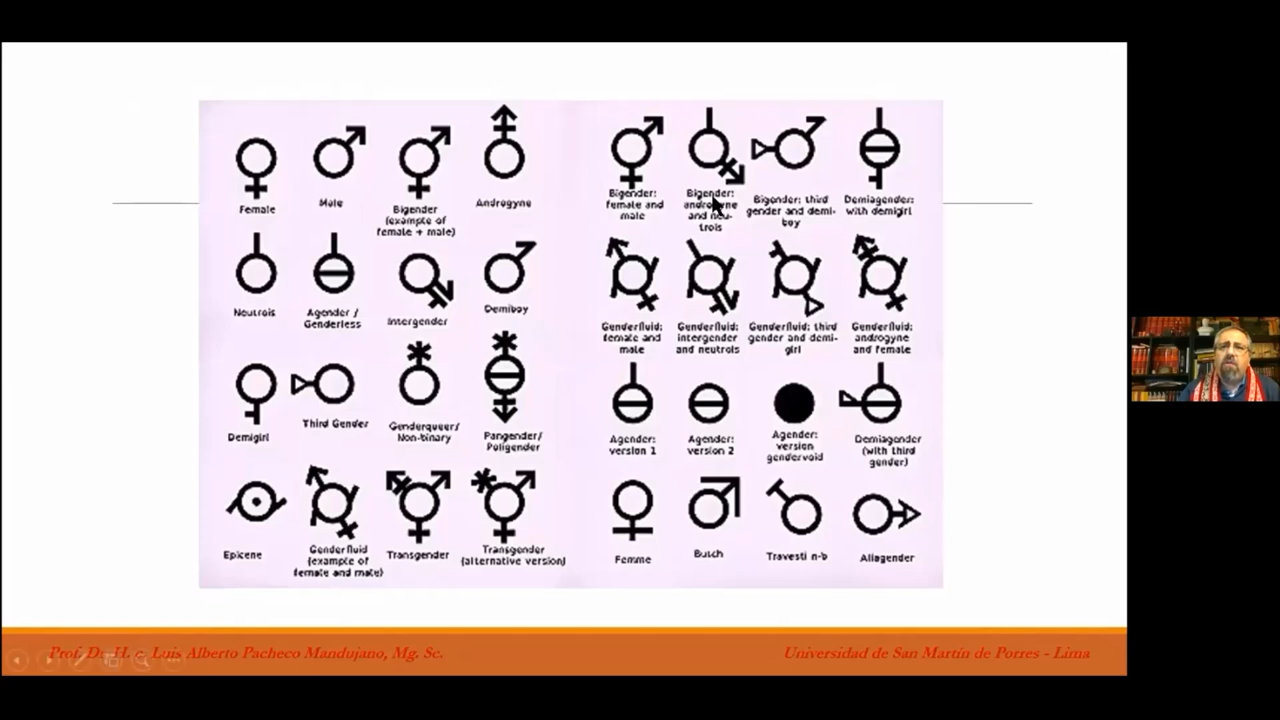 Female
Male
Bigender
(example of
female + male)
Androgyne
Neutrois
Agender /
Genderless
Intergender
Demiboy
Demigirl
Third Gender
Genderqueer/
Non-binary
Pangender/
Poligender
Epicene
Genderfluid
(example of
female and male)
Transgender
Transgender
(alternative version)
Bigender:
female and
male
Bigender:
androgyne
and neu-
trois
Bigender: third
gender and demi-
boy
Demiagender:
with demigirl
Genderfluid:
female and
male
Genderfluid:
intergender
and neutrois
Genderfluid: third
gender and demi-
girl
Genderfluid:
androgyne
and female
Agender:
version 1
Agender:
version 2
Agender:
version
gendervoid
Demiagender
(with third
gender)
Femme
Butch
Travesti n-b
Aliagender
Prof. Dr. H. c. Luis Alberto Pacheco Mandujano, Mg. Sc.
Universidad de San Martín de Porres - Lima